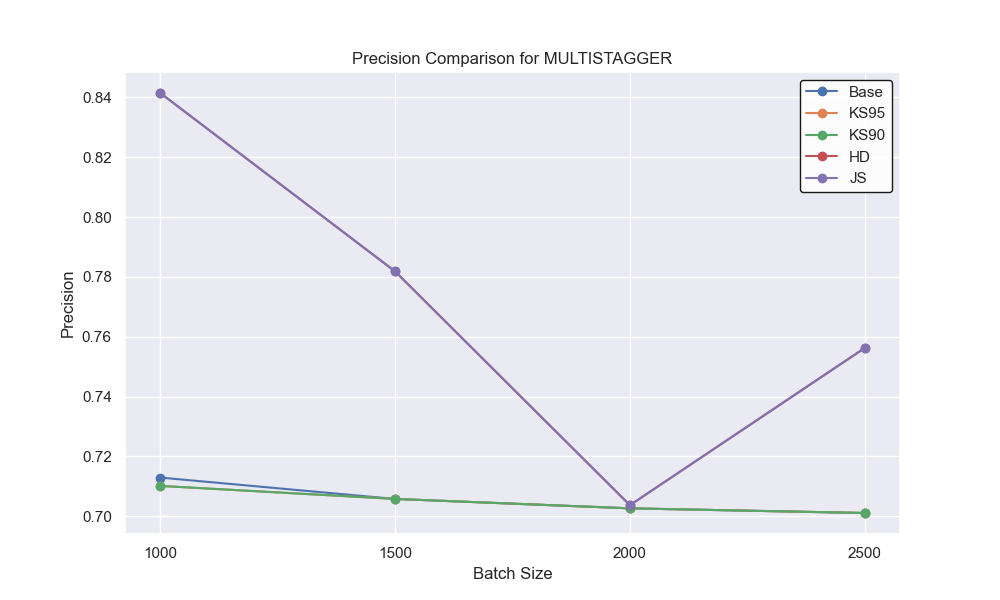 Precision Comparison for MULTISTAGGER
Base
KS95
KS90
HD
JS
Precision
0.84
0.82
0.80
0.78
0.76
0.74
0.72
0.70
1000
1500
2000
2500
Batch Size